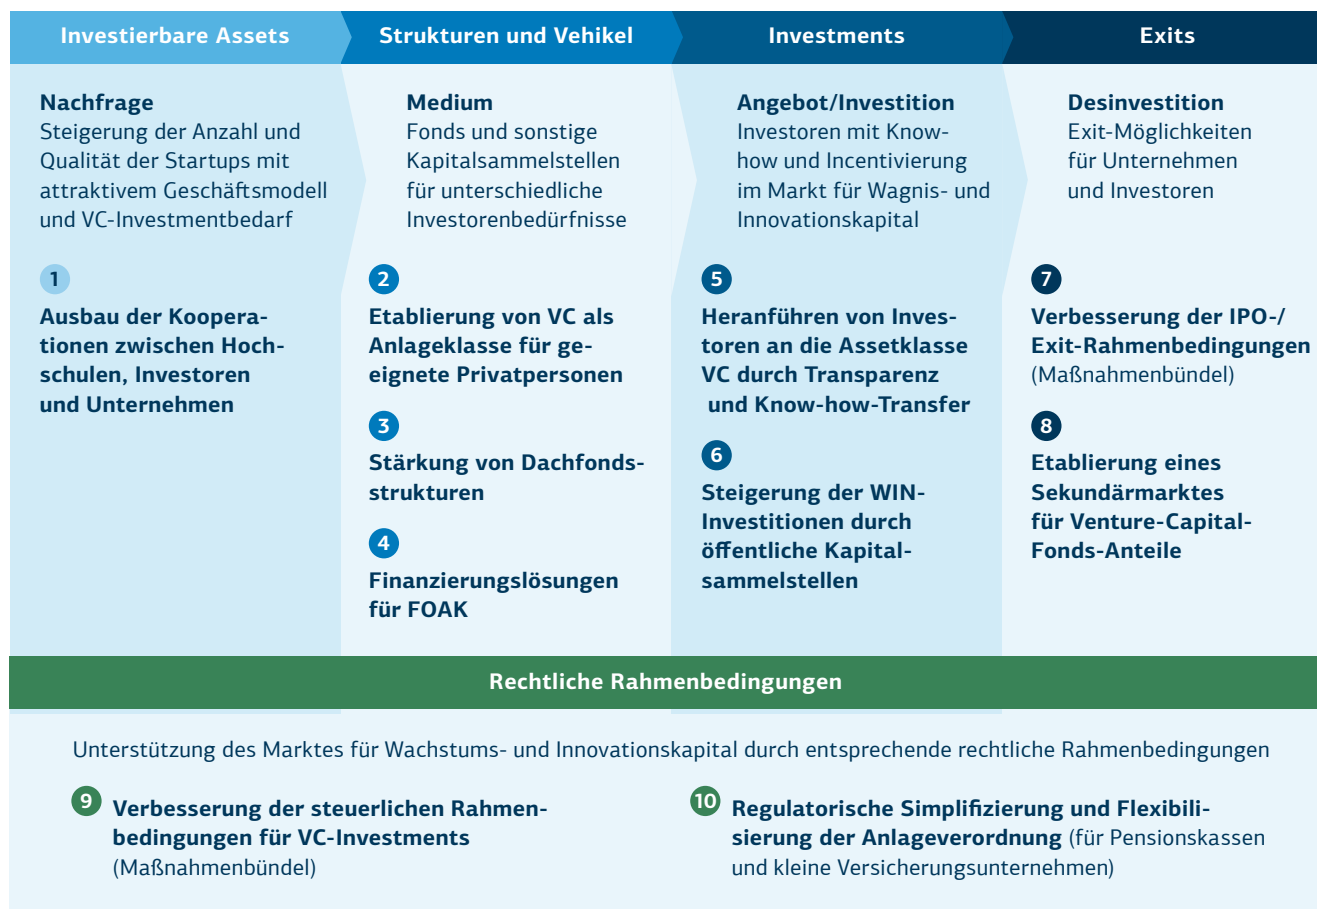 Investierbare Assets
Strukturen und Vehikel
Investments
Exits
Nachfrage
Steigerung der Anzahl und
Qualität der Startups mit
attraktivem Geschäftsmodell
und VC-Investmentbedarf
1
Ausbau der Koopera-
tionen zwischen Hoch-
schulen, Investoren
und Unternehmen
Medium
Fonds und sonstige
Kapitalsammelstellen
für unterschiedliche
Investorenbedürfnisse
2
Etablierung von VC als
Anlageklasse für ge-
eignete Privatpersonen
3
Stärkung von Dachfonds-
strukturen
4
Finanzierungslösungen
für FOAK
Angebot/Investition
Investoren mit Know-
how und Incentivierung
im Markt für Wagnis- und
Innovationskapital
5
Heranführen von Inves-
toren an die Assetklasse
VC durch Transparenz
und Know-how-Transfer
6
Steigerung der WIN-
Investitionen durch
öffentliche Kapital-
sammelstellen
Desinvestition
Exit-Möglichkeiten
für Unternehmen
und Investoren
7
Verbesserung der IPO-/
Exit-Rahmenbedingungen
(Maßnahmenbündel)
8
Etablierung eines
Sekundärmarktes
für Venture-Capital-
Fonds-Anteile
Rechtliche Rahmenbedingungen
Unterstützung des Marktes für Wachstums- und Innovationskapital durch entsprechende rechtliche Rahmenbedingungen
9
Verbesserung der steuerlichen Rahmen-
bedingungen für VC-Investments
(Maßnahmenbündel)
10
Regulatorische Simplifizierung und Flexibili-
sierung der Anlageverordnung (für Pensionskassen
und kleine Versicherungsunternehmen)